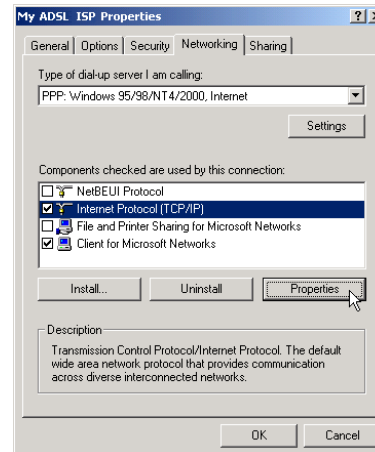 My ADSL ISP Properties
General Options Security Networking Sharing
Type of dial-up server I am calling:
PPP: Windows 95/98/NT4/2000, Internet
Settings
Components checked are used by this connection:
NetBEUI Protocol
Internet Protocol (TCP/IP)
File and Printer Sharing for Microsoft Networks
Client for Microsoft Networks
Install... Uninstall Properties
Description
Transmission Control Protocol/Internet Protocol. The default
wide area network protocol that provides communication
across diverse interconnected networks.
OK Cancel